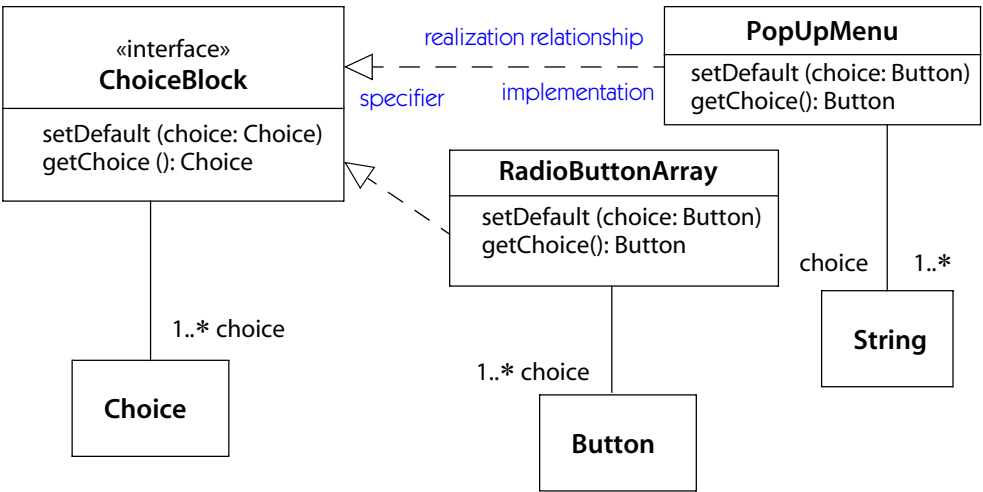 «interface»
ChoiceBlock
setDefault (choice: Choice)
getChoice (): Choice
realization relationship
specifier
implementation
PopUpMenu
setDefault (choice: Button)
getChoice(): Button
RadioButtonArray
setDefault (choice: Button)
getChoice(): Button
choice 1..*
String
1..* choice
Choice
1..* choice
Button